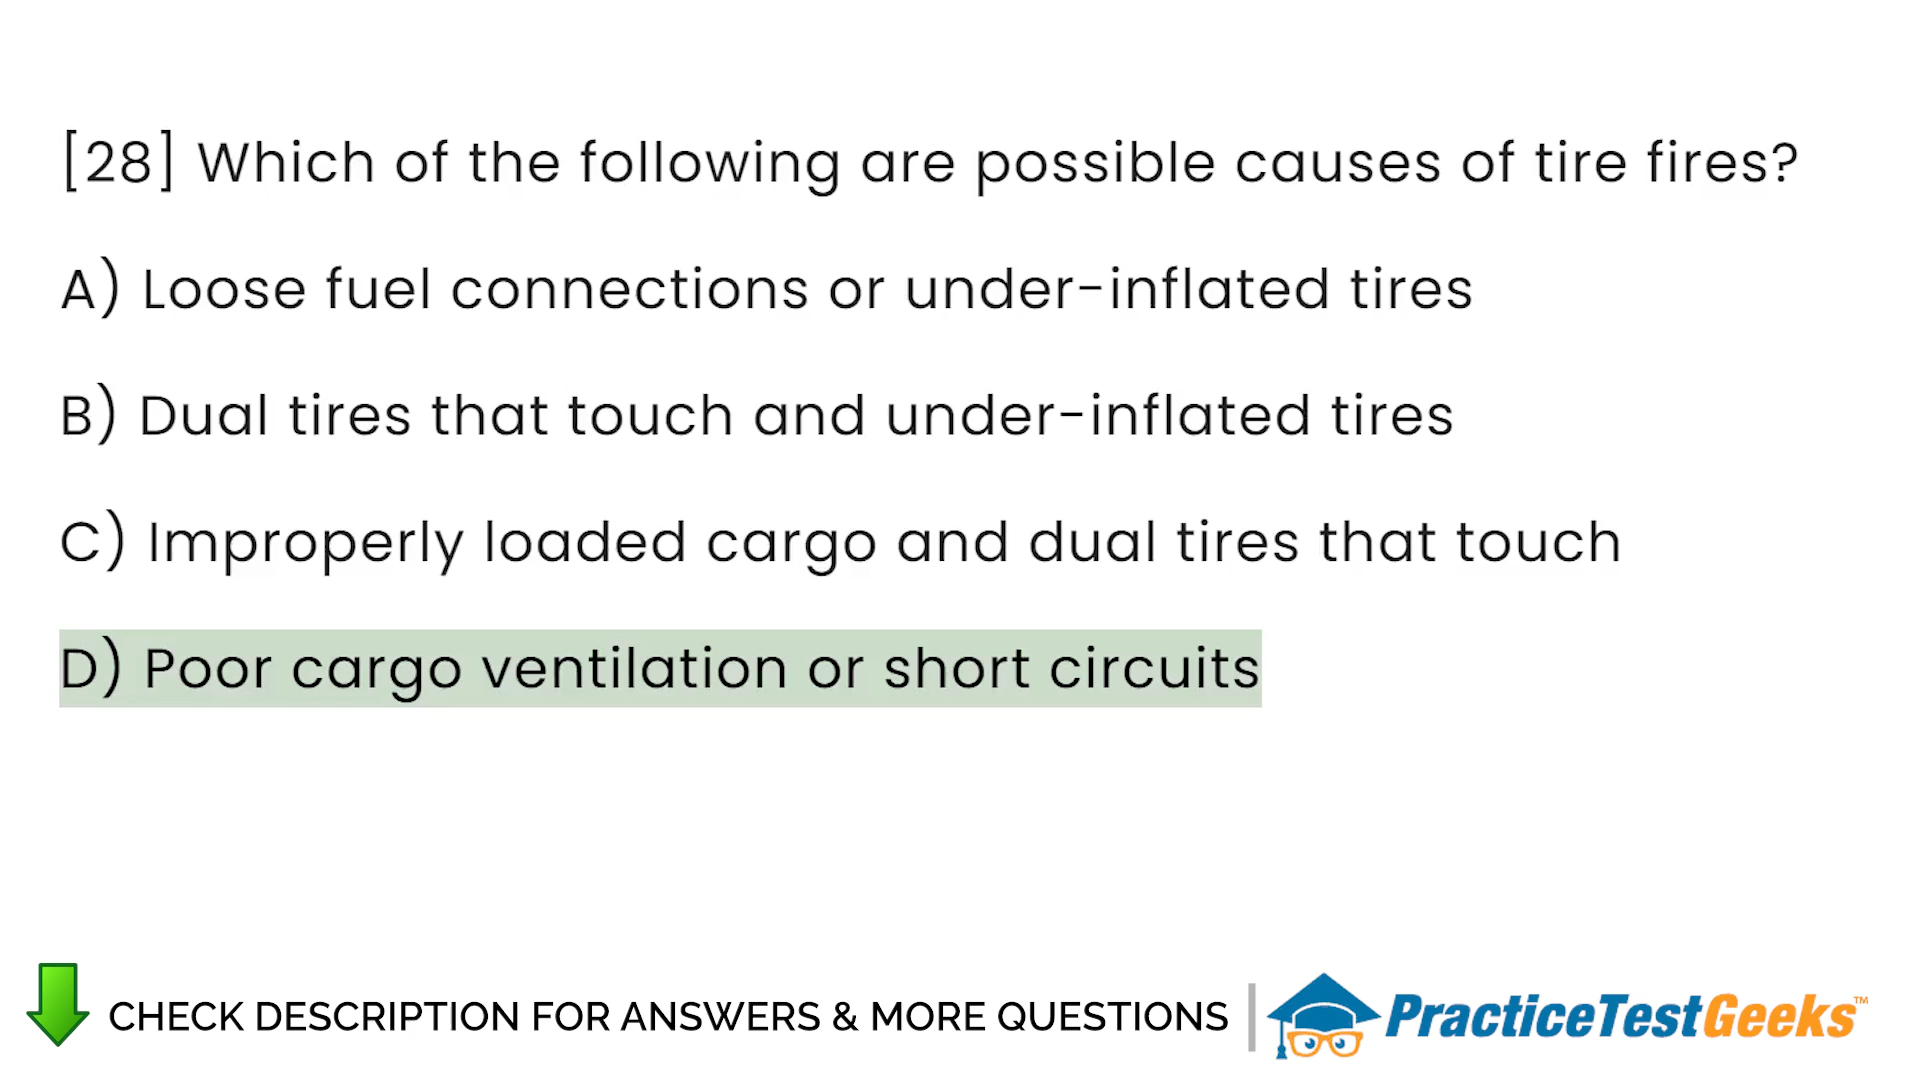 [28] Which of the following are possible causes of tire fires?
A) Loose fuel connections or under-inflated tires
B) Dual tires that touch and under-inflated tires
C) Improperly loaded cargo and dual tires that touch
D) Poor cargo ventilation or short circuits
CHECK DESCRIPTION FOR ANSWERS & MORE QUESTIONS
PracticeTestGeeks™